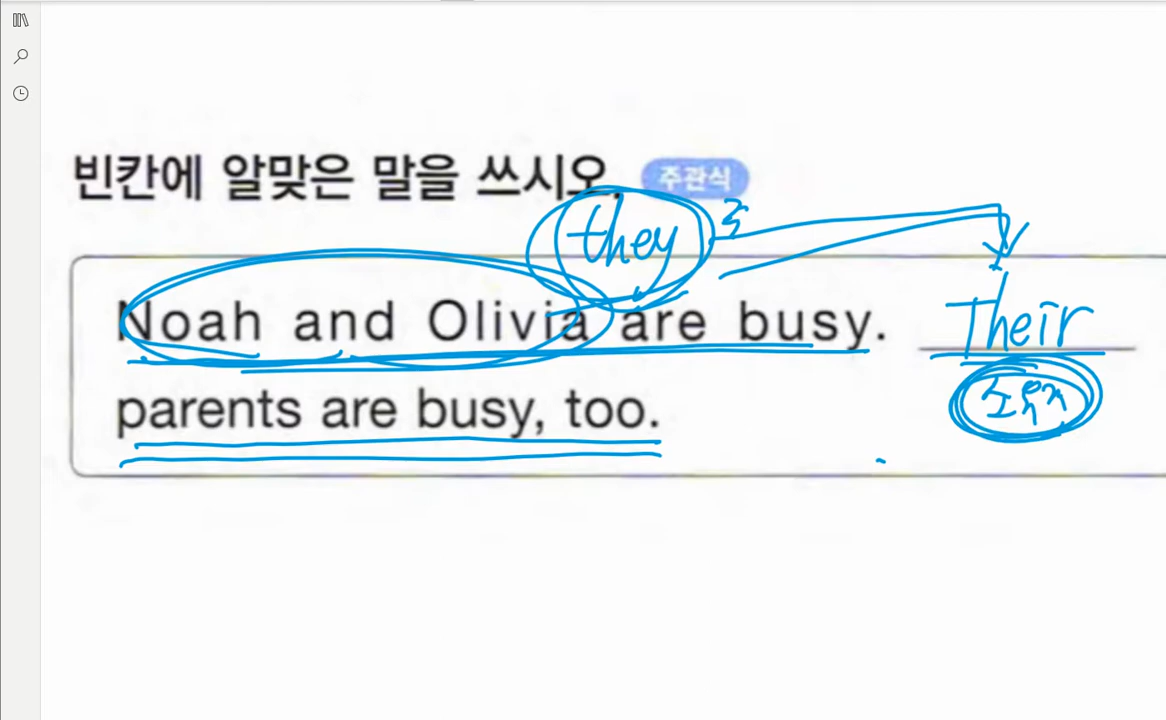 빈칸에 알맞은 말을 쓰시오. 주관식
they 주
Noah and Olivia are busy. Their
소유격
parents are busy, too.